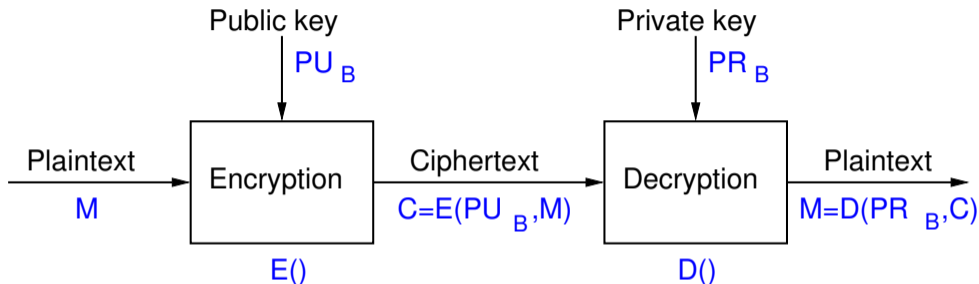 Public key
PU B
Private key
PR B
Plaintext
M
Encryption
E()
Ciphertext
C=E(PU B ,M)
Decryption
D()
Plaintext
M=D(PR B ,C)